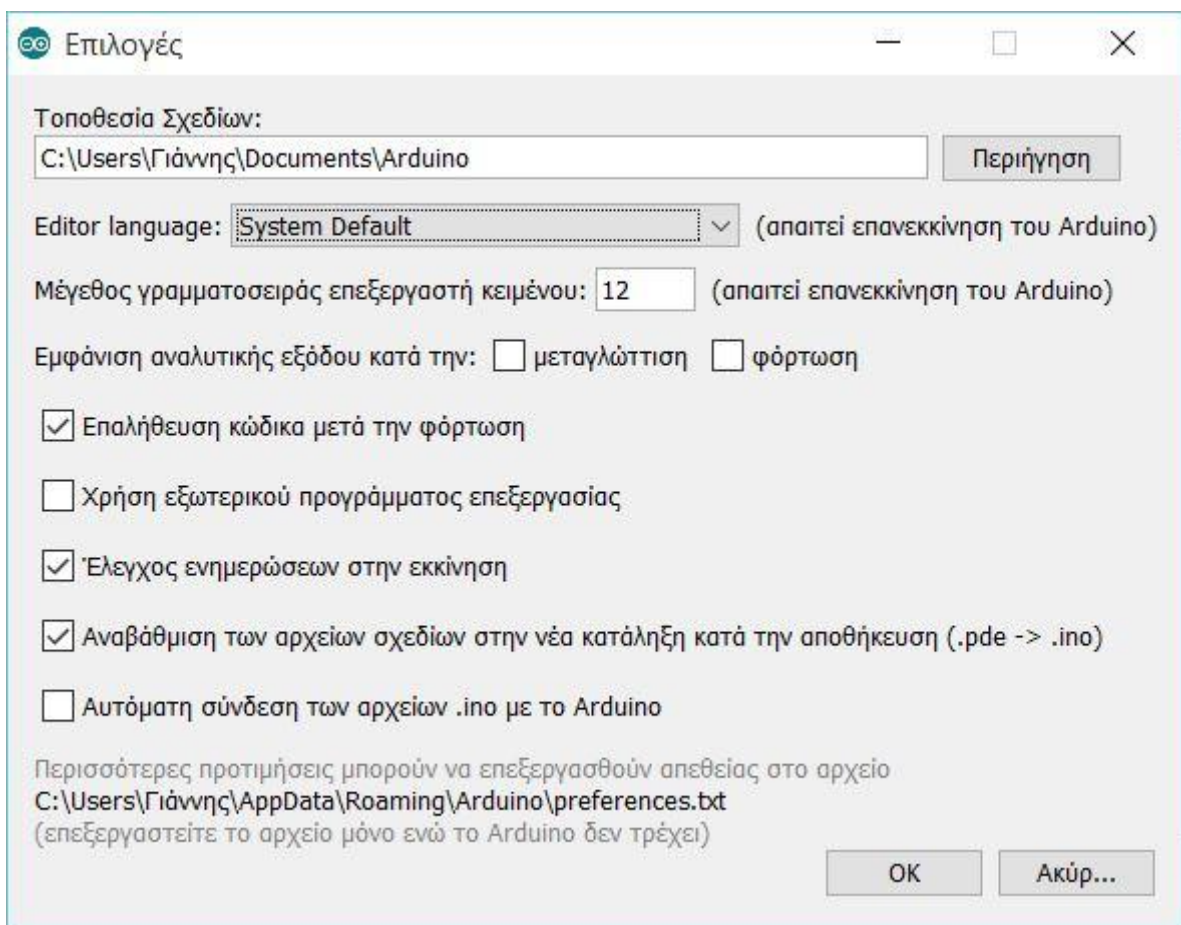 Επιλογές
Τοποθεσία Σχεδίων:
C:\Users\Γιάννης\Documents\Arduino Περιήγηση
Editor language: System Default (απαιτεί επανεκκίνηση του Arduino)
Μέγεθος γραμματοσειράς επεξεργαστή κειμένου: 12 (απαιτεί επανεκκίνηση του Arduino)
Εμφάνιση αναλυτικής εξόδου κατά την: μεταγλώττιση φόρτωση
Επαλήθευση κώδικα μετά την φόρτωση
Χρήση εξωτερικού προγράμματος επεξεργασίας
Έλεγχος ενημερώσεων στην εκκίνηση
Αναβάθμιση των αρχείων σχεδίων στην νέα κατάληξη κατά την αποθήκευση (.pde -> .ino)
Αυτόματη σύνδεση των αρχείων .ino με το Arduino
Περισσότερες προτιμήσεις μπορούν να επεξεργασθούν απεθείας στο αρχείο
C:\Users\Γιάννης\AppData\Roaming\Arduino\preferences.txt
(επεξεργαστείτε το αρχείο μόνο ενώ το Arduino δεν τρέχει)
OK Ακύρ...